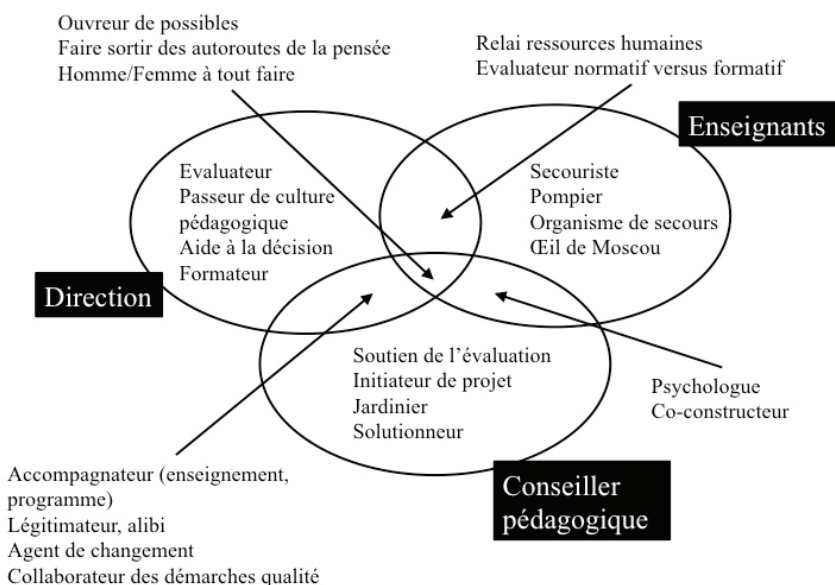 Ouvreur de possibles
Faire sortir des autoroutes de la pensée
Homme/Femme à tout faire
Relai ressources humaines
Evaluateur normatif versus formatif
Enseignants
Evaluateur
Passeur de culture
pédagogique
Aide à la décision
Formateur
Secouriste
Pompier
Organisme de secours
Œil de Moscou
Direction
Soutien de l’évaluation
Initiateur de projet
Jardinier
Solutionneur
Psychologue
Co-constructeur
Accompagnateur (enseignement,
programme)
Légitimateur, alibi
Agent de changement
Collaborateur des démarches qualité
Conseiller
pédagogique